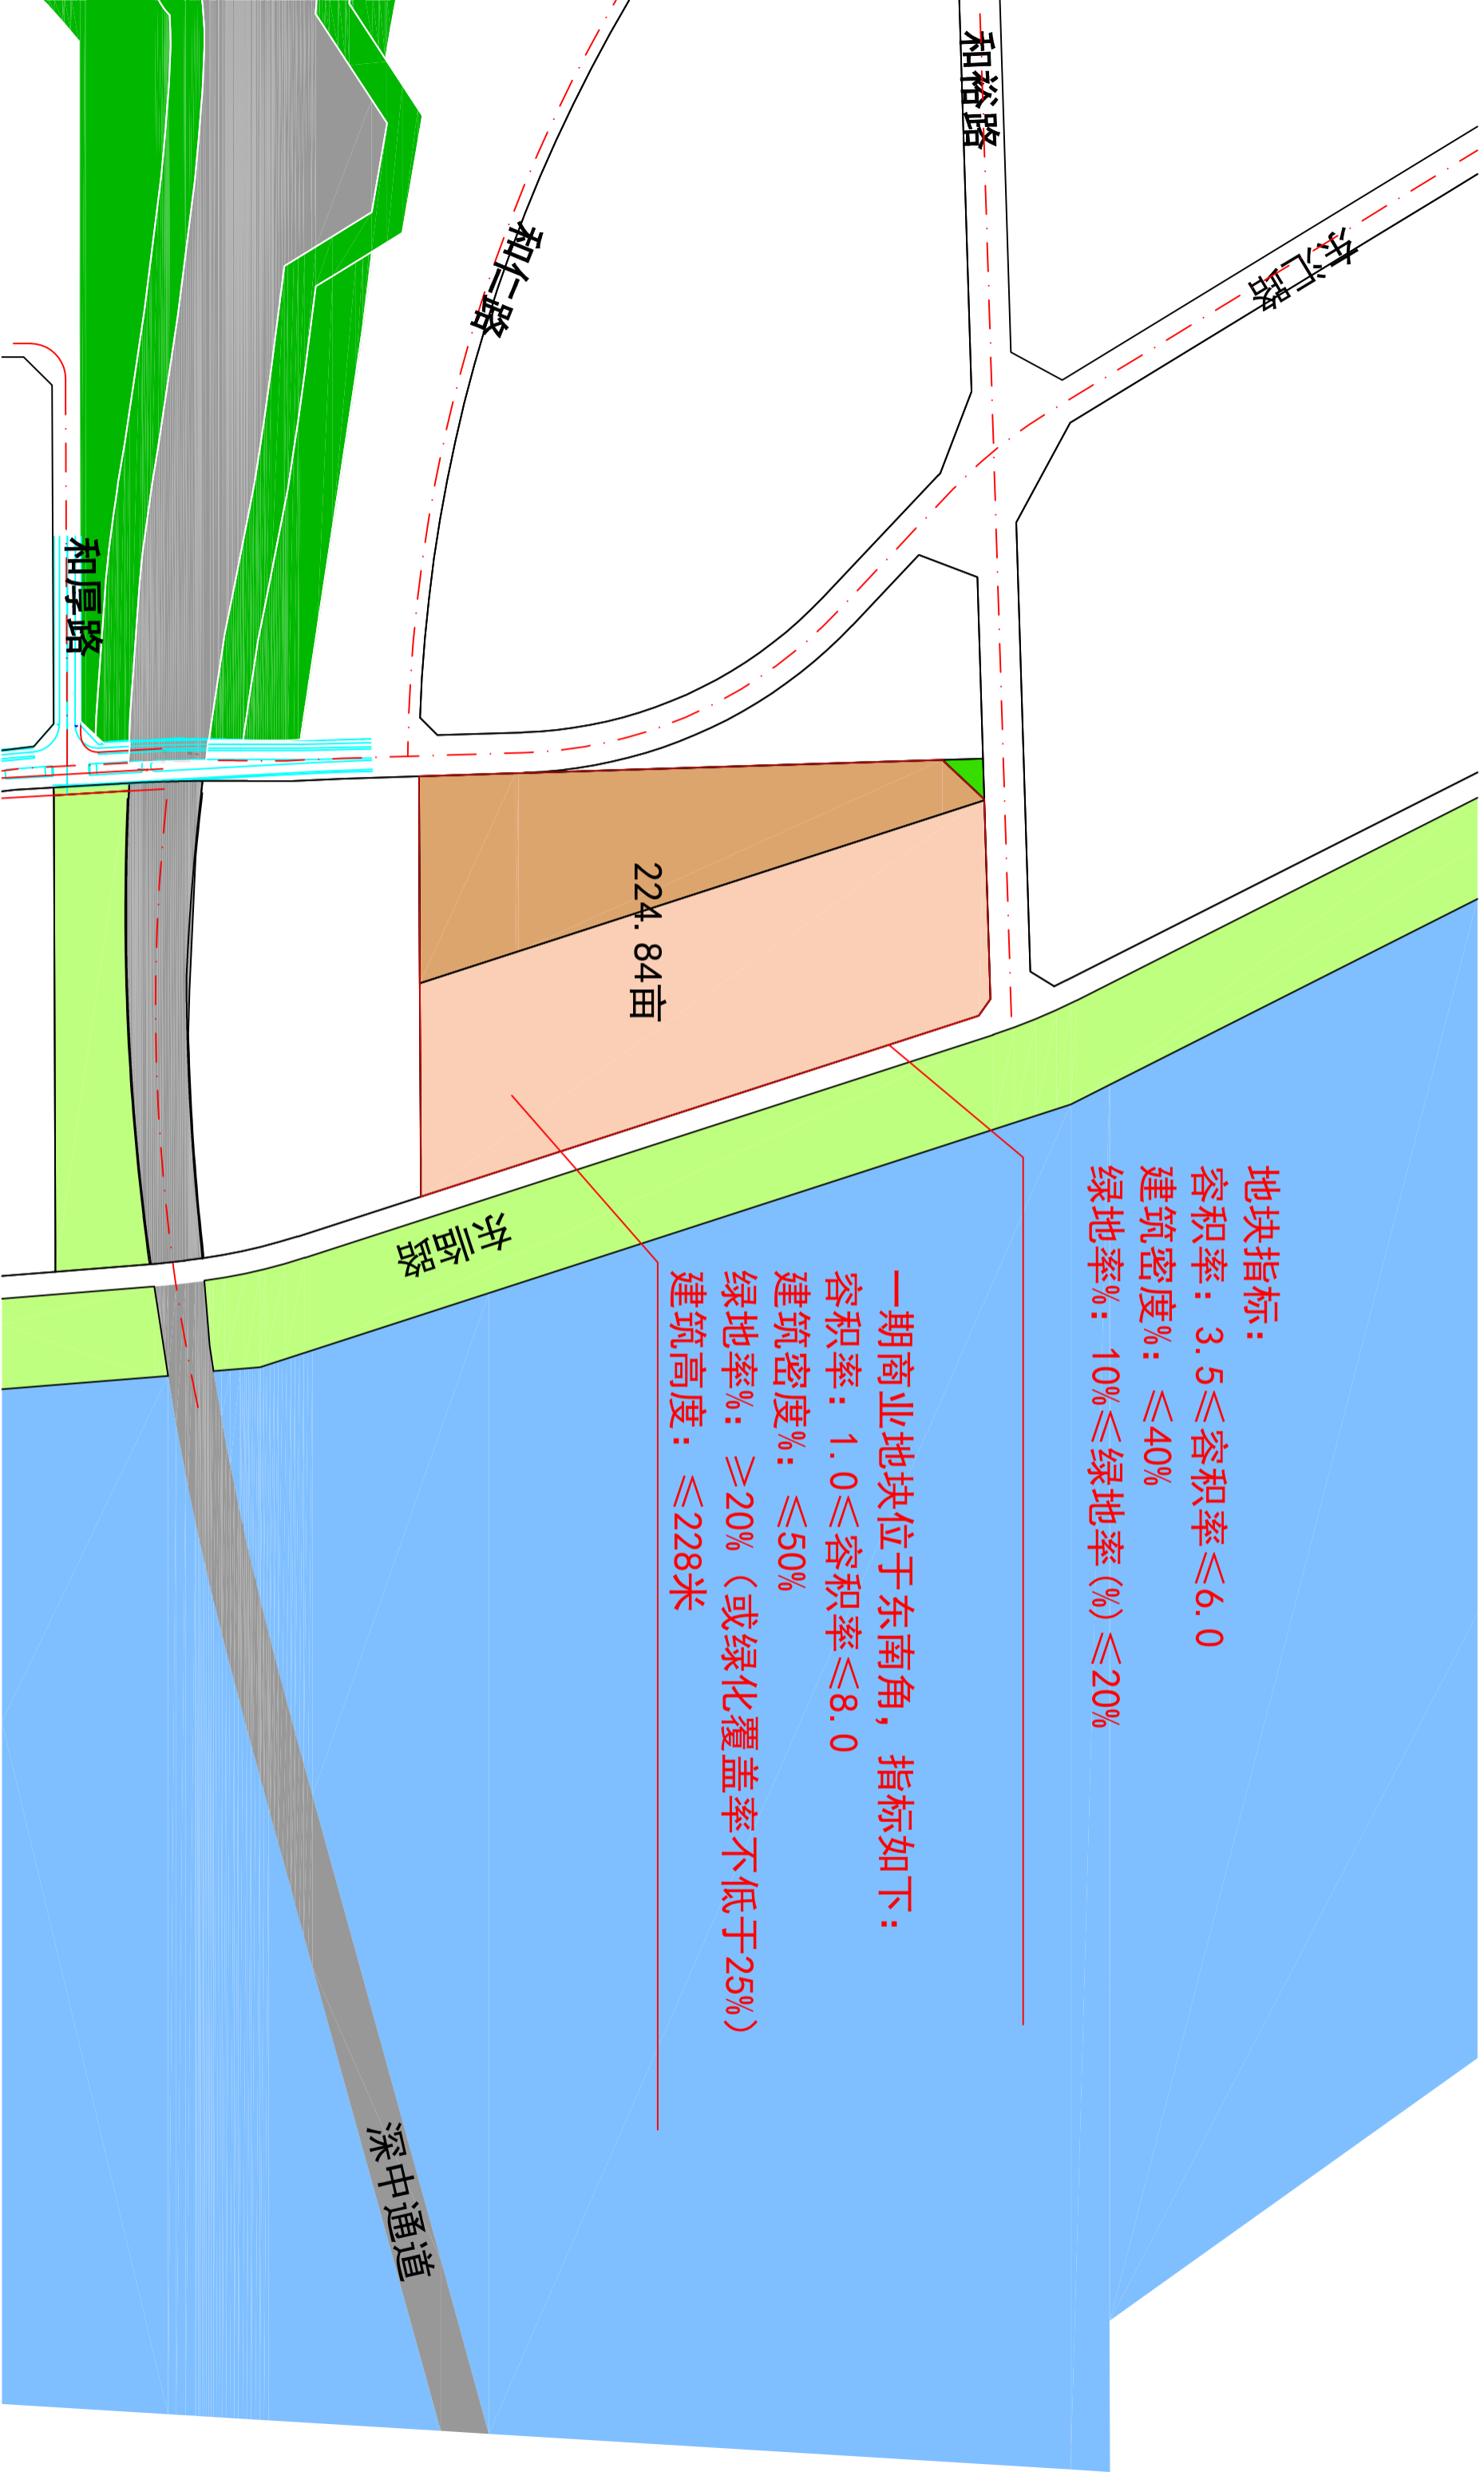 和裕路
东汇路
和仁路
和厚路
224.84亩
地块指标：
容积率：3.5≤容积率≤6.0
建筑密度%：≤40%
绿地率%：10%≤绿地率(%)≤20%
一期商业地块位于东南角，指标如下：
容积率：1.0≤容积率≤8.0
建筑密度%：≤50%
绿地率%：≥20%（或绿化覆盖率不低于25%）
建筑高度：≤228米
深中通道